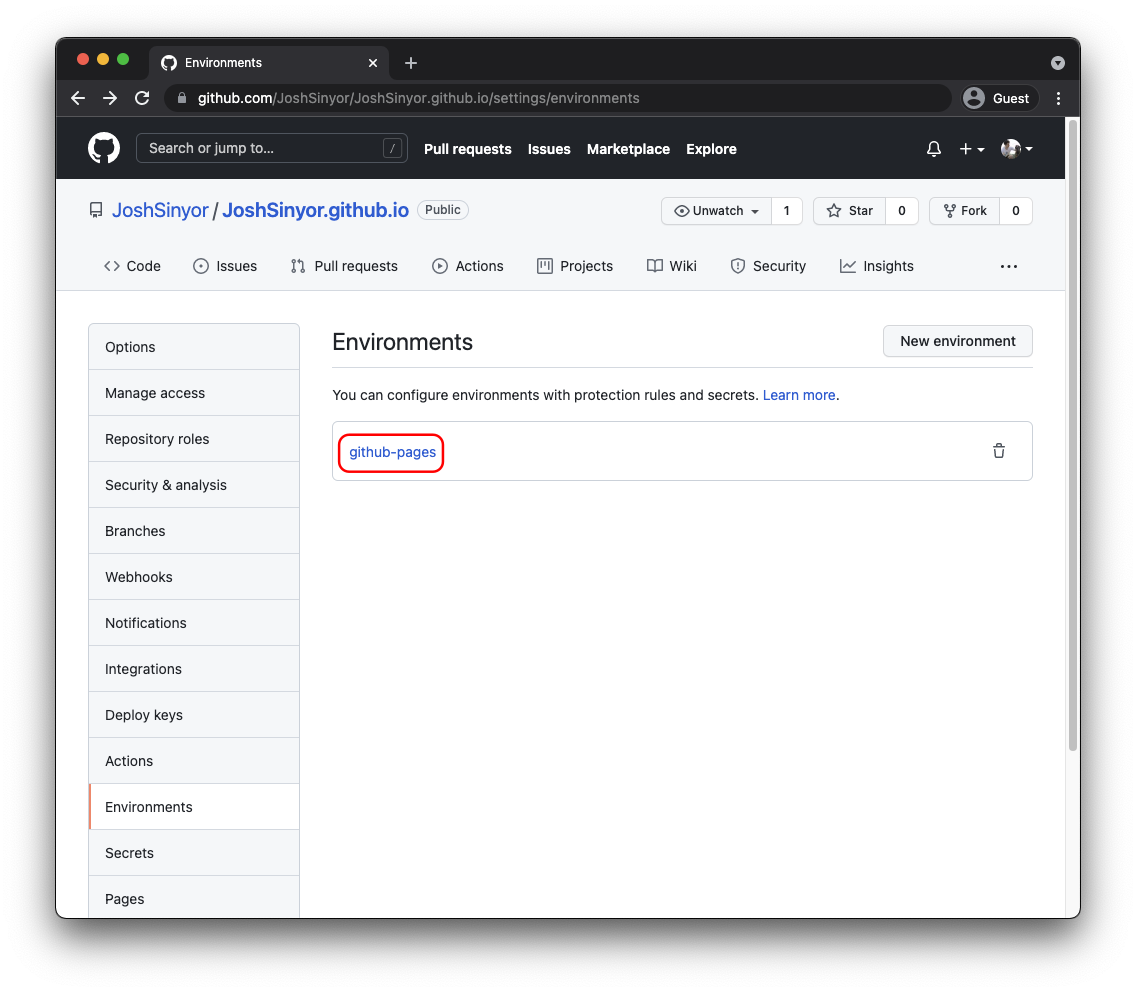 Environments
github.com/JoshSinyor/JoshSinyor.github.io/settings/environments
Guest
Search or jump to...
/
Pull requests
Issues
Marketplace
Explore
JoshSinyor / JoshSinyor.github.io
Public
Unwatch
1
Star
0
Fork
0
Code
Issues
Pull requests
Actions
Projects
Wiki
Security
Insights
Options
Manage access
Repository roles
Security & analysis
Branches
Webhooks
Notifications
Integrations
Deploy keys
Actions
Environments
Secrets
Pages
Environments
New environment
You can configure environments with protection rules and secrets. Learn more.
github-pages